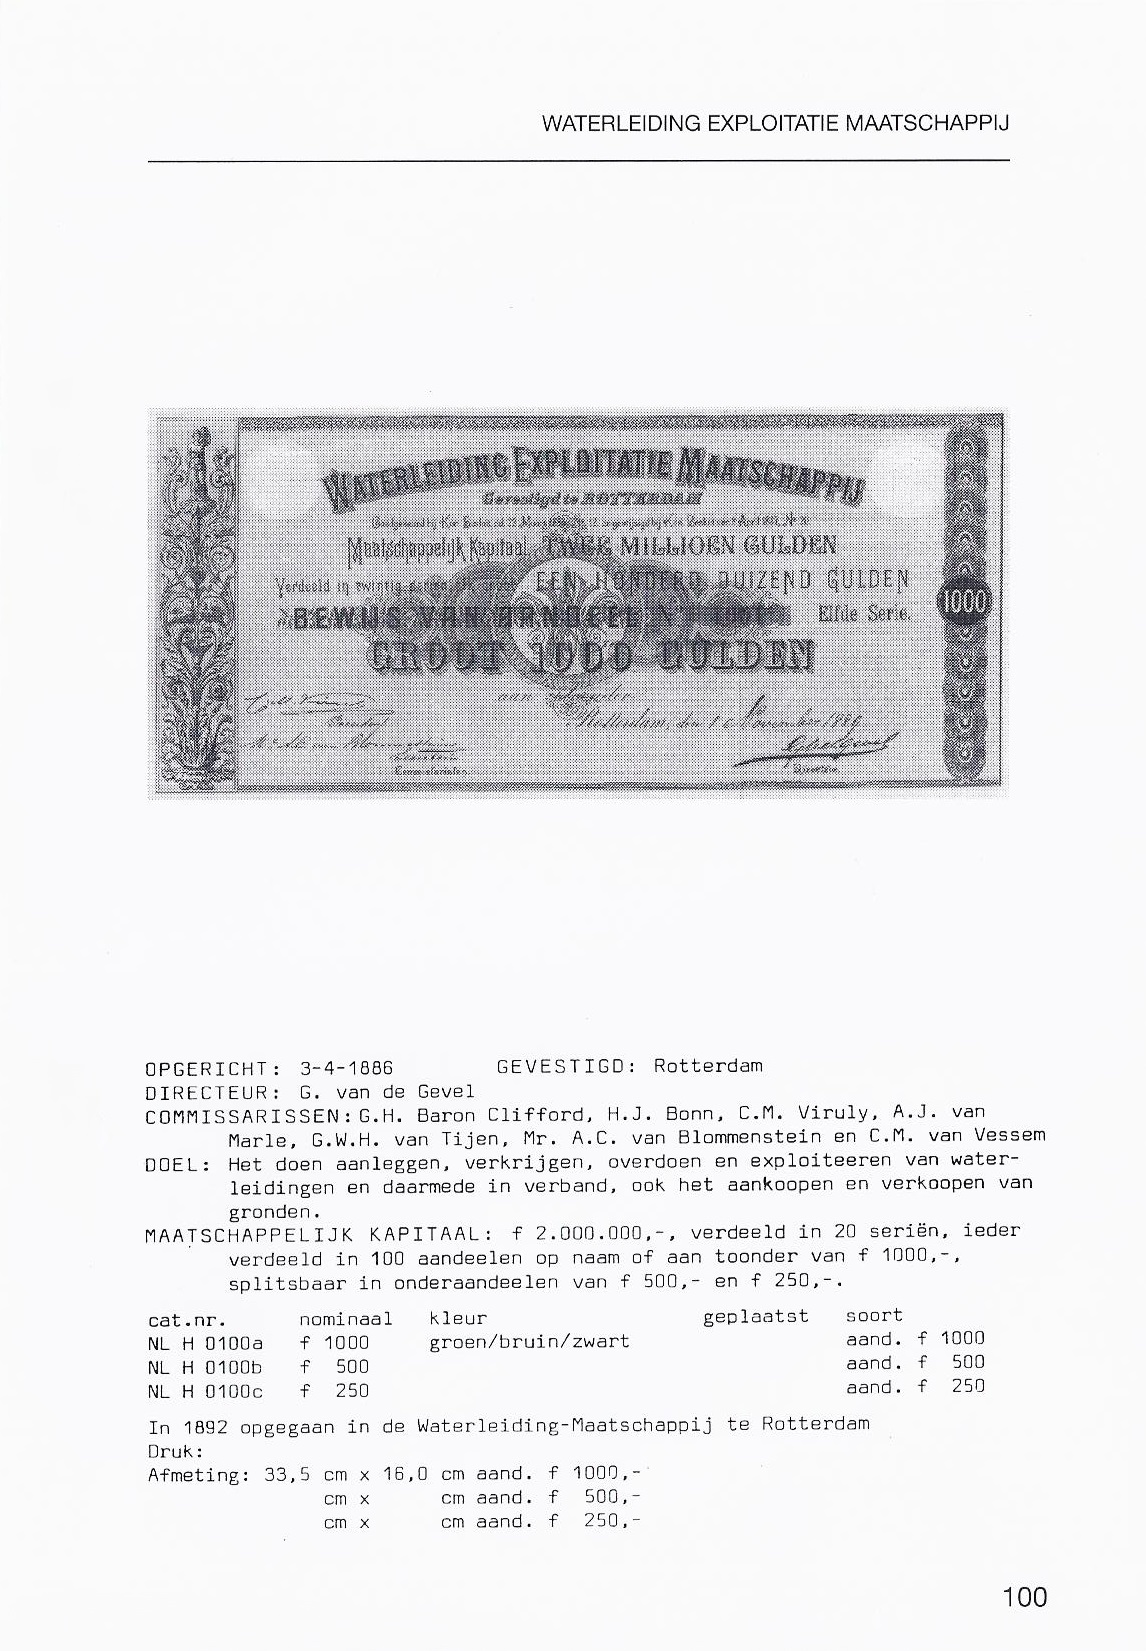 WATERLEIDING EXPLOITATIE MAATSCHAPPIJ
WATERLEIDING EXPLOITATIE MAATSCHAPPIJ
Gevestigd te ROTTERDAM
Maatschappelijk Kapitaal TWEE MILLIOEN GULDEN
Verdeeld in twintig EEN HONDERD DUIZEND GULDEN
BEWIJS VAN AANDEEL Elfde Serie.
1000
GROOT 1000 GULDEN
aan Toonder
Rotterdam, den 1 November
OPGERICHT: 3-4-1886 GEVESTIGD: Rotterdam
DIRECTEUR: G. van de Gevel
COMMISSARISSEN: G.H. Baron Clifford, H.J. Bonn, C.M. Viruly, A.J. van
Marle, G.W.H. van Tijen, Mr. A.C. van Blommenstein en C.M. van Vessem
DOEL: Het doen aanleggen, verkrijgen, overdoen en exploiteeren van water-
leidingen en daarmede in verband, ook het aankoopen en verkoopen van
gronden.
MAATSCHAPPELIJK KAPITAAL: f 2.000.000,-, verdeeld in 20 seriën, ieder
verdeeld in 100 aandeelen op naam of aan toonder van f 1000,-,
splitsbaar in onderaandeelen van f 500,- en f 250,-.
cat.nr. nominaal kleur geplaatst soort
NL H 0100a f 1000 groen/bruin/zwart aand. f 1000
NL H 0100b f 500 aand. f 500
NL H 0100c f 250 aand. f 250
In 1892 opgegaan in de Waterleiding-Maatschappij te Rotterdam
Druk:
Afmeting: 33,5 cm x 16,0 cm aand. f 1000,-
cm x cm aand. f 500,-
cm x cm aand. f 250,-
100